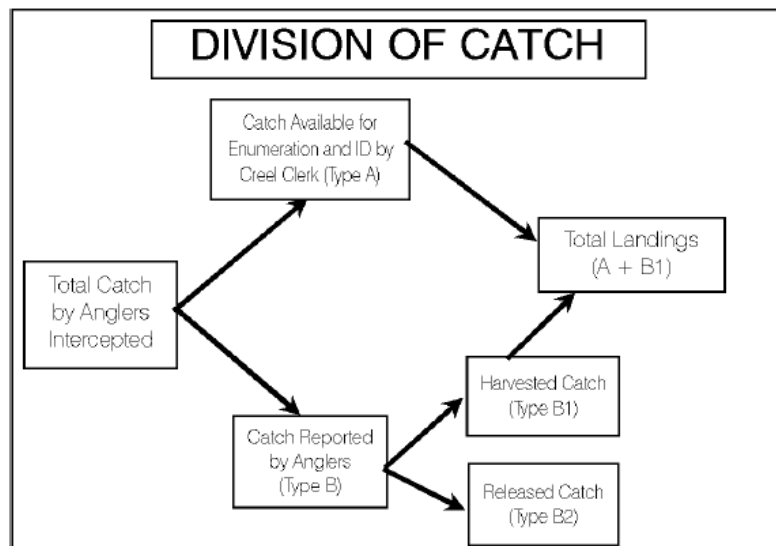 DIVISION OF CATCH
Catch Available for
Enumeration and ID by
Creel Clerk (Type A)
Total Landings
(A + B1)
Total Catch
by Anglers
Intercepted
Harvested Catch
(Type B1)
Catch Reported
by Anglers
(Type B)
Released Catch
(Type B2)